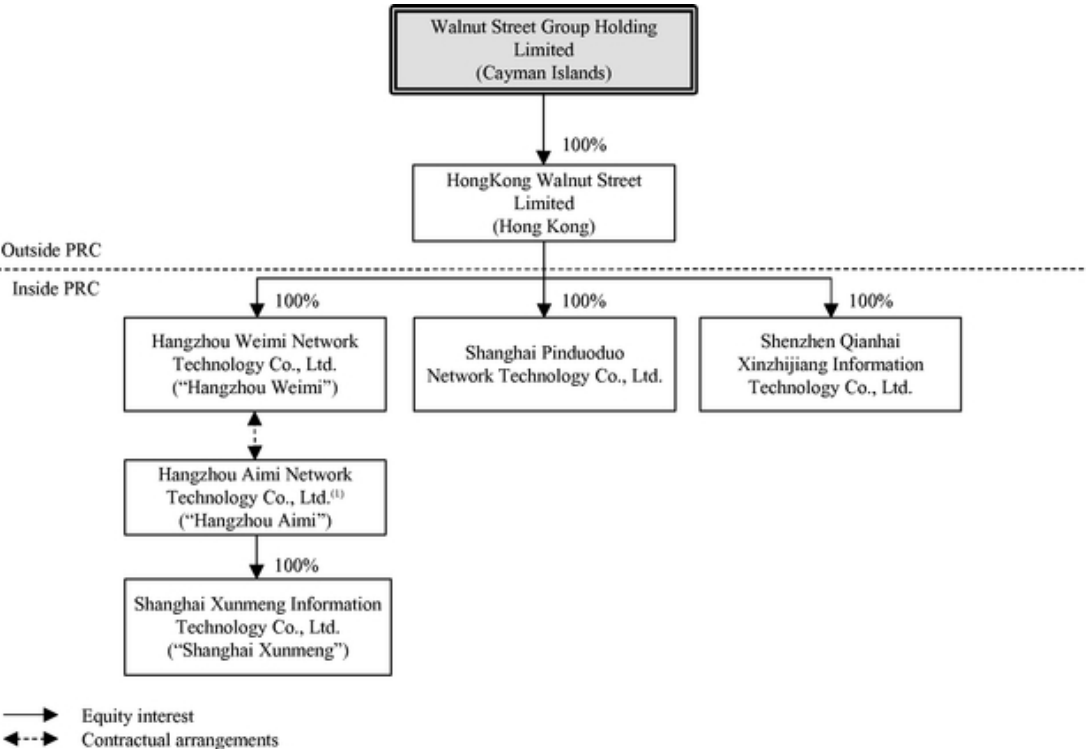 Walnut Street Group Holding
Limited
(Cayman Islands)
100%
HongKong Walnut Street
Limited
(Hong Kong)
Outside PRC
Inside PRC
100%
100%
100%
Hangzhou Weimi Network
Technology Co., Ltd.
(“Hangzhou Weimi”)
Shanghai Pinduoduo
Network Technology Co., Ltd.
Shenzhen Qianhai
Xinzhijiang Information
Technology Co., Ltd.
Hangzhou Aimi Network
Technology Co., Ltd.(1)
(“Hangzhou Aimi”)
100%
Shanghai Xunmeng Information
Technology Co., Ltd.
(“Shanghai Xunmeng”)
Equity interest
Contractual arrangements